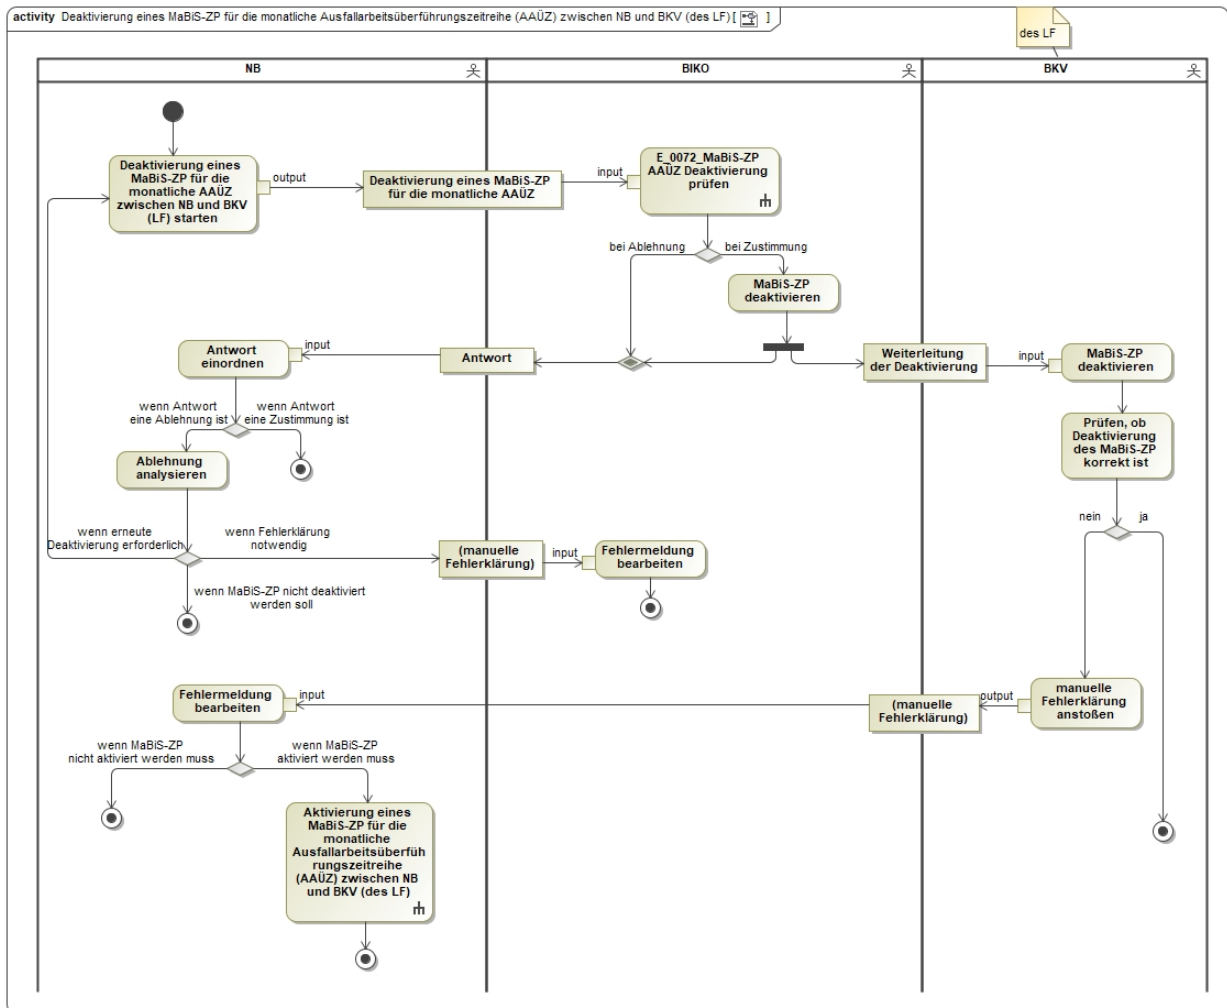 activity Deaktivierung eines MaBiS-ZP für die monatliche Ausfallarbeitsüberführungszeitreihe (AAÜZ) zwischen NB und BKV (des LF) [ ]
des LF
NB
BIKO
BKV
Deaktivierung eines
MaBiS-ZP für die
monatliche AAÜZ
zwischen NB und BKV
(LF) starten
output
Deaktivierung eines MaBiS-ZP
für die monatliche AAÜZ
input
E_0072_MaBiS-ZP
AAÜZ Deaktivierung
prüfen
bei Ablehnung
bei Zustimmung
MaBiS-ZP
deaktivieren
Antwort
einordnen
input
Antwort
Weiterleitung
der Deaktivierung
input
MaBiS-ZP
deaktivieren
wenn Antwort
eine Ablehnung ist
wenn Antwort
eine Zustimmung ist
Prüfen, ob
Deaktivierung
des MaBiS-ZP
korrekt ist
Ablehnung
analysieren
nein
ja
wenn erneute
Deaktivierung erforderlich
wenn Fehlerklärung
notwendig
(manuelle
Fehlerklärung)
input
Fehlermeldung
bearbeiten
wenn MaBiS-ZP nicht deaktiviert
werden soll
Fehlermeldung
bearbeiten
input
(manuelle
Fehlerklärung)
output
manuelle
Fehlerklärung
anstoßen
wenn MaBiS-ZP
nicht aktiviert werden muss
wenn MaBiS-ZP
aktiviert werden muss
Aktivierung eines
MaBiS-ZP für die
monatliche
Ausfallarbeitsüberfüh
rungszeitreihe
(AAÜZ) zwischen NB
und BKV (des LF)